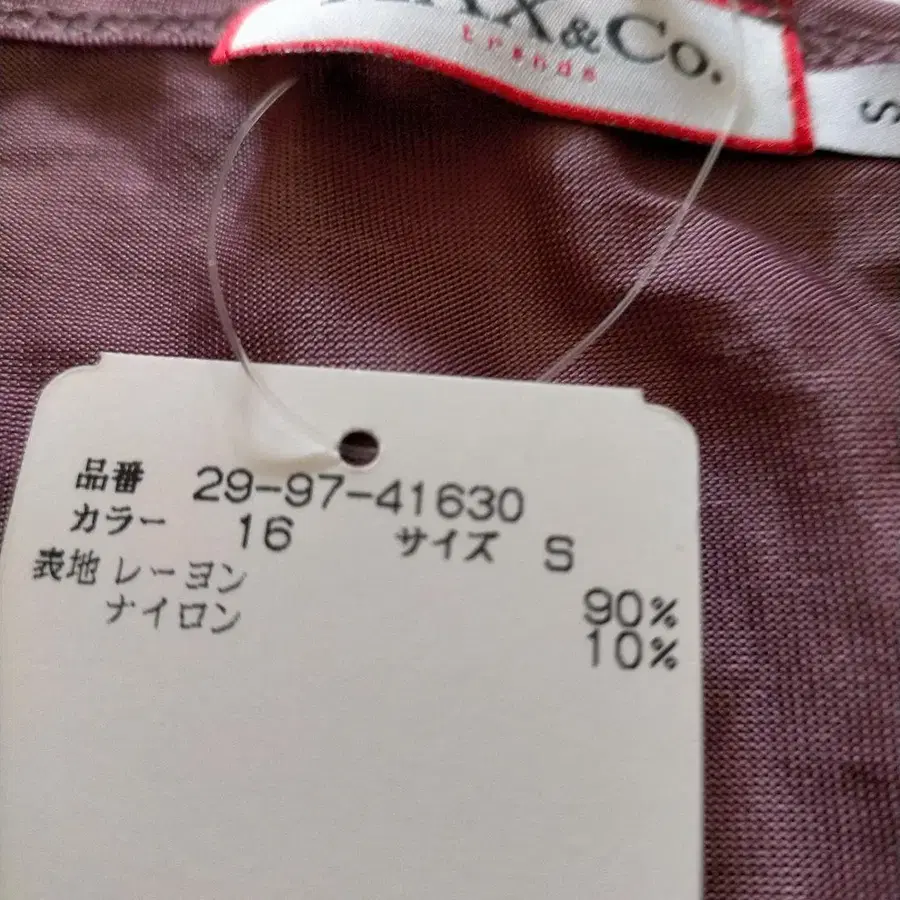 MAX&Co.
trends
S
品番 29-97-41630
カラー 16 サイズ S
表地 レーヨン 90%
ナイロン 10%